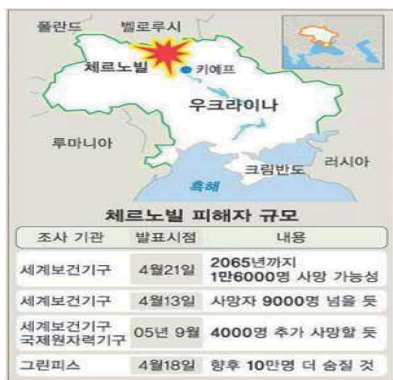 폴란드 벨로루시
체르노빌 키예프
우크라이나
루마니아
크림반도 러시아
흑해
체르노빌 피해자 규모
조사 기관 발표시점 내용
세계보건기구 4월21일 2065년까지
1만6000명 사망 가능성
세계보건기구 4월13일 사망자 9000명 넘을 듯
세계보건기구
국제원자력기구 05년 9월 4000명 추가 사망할 듯
그린피스 4월18일 향후 10만명 더 숨질 것